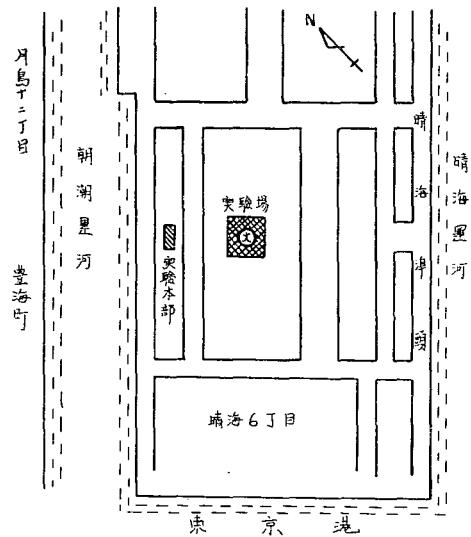 N
月島十二丁目
豊海町
朝潮運河
実験場
文
実験本部
晴海埠頭
晴海運河
晴海6丁目
東京港